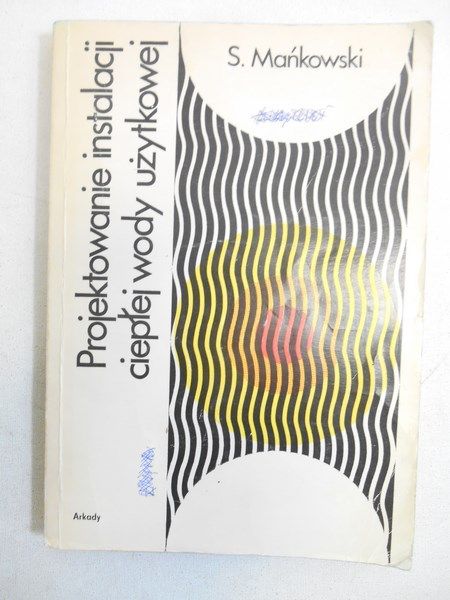 S. Mańkowski
Projektowanie instalacji
ciepłej wody użytkowej
Arkady